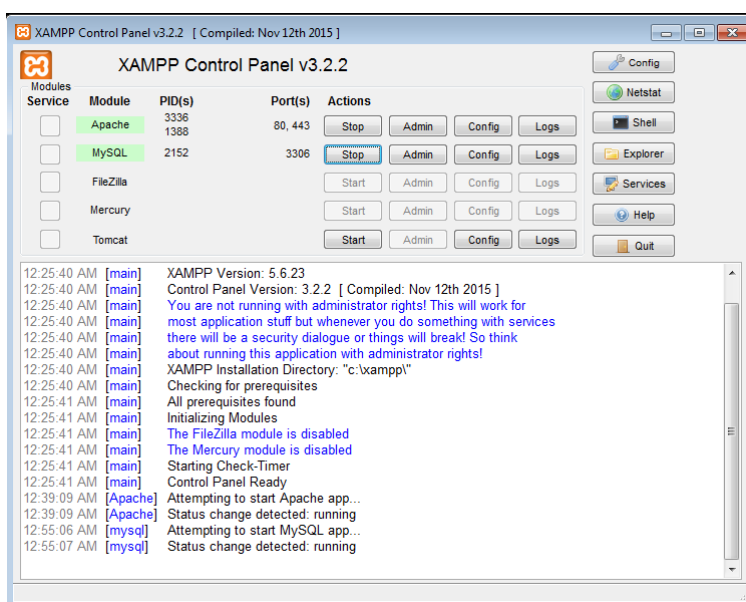 XAMPP Control Panel v3.2.2 [ Compiled: Nov 12th 2015 ]
XAMPP Control Panel v3.2.2
Config
Modules
Service Module PID(s) Port(s) Actions
Netstat
Apache 3336 1388 80, 443 Stop Admin Config Logs
Shell
MySQL 2152 3306 Stop Admin Config Logs
Explorer
FileZilla Start Admin Config Logs
Services
Mercury Start Admin Config Logs
Help
Tomcat Start Admin Config Logs
Quit
12:25:40 AM [main] XAMPP Version: 5.6.23
12:25:40 AM [main] Control Panel Version: 3.2.2 [ Compiled: Nov 12th 2015 ]
12:25:40 AM [main] You are not running with administrator rights! This will work for
12:25:40 AM [main] most application stuff but whenever you do something with services
12:25:40 AM [main] there will be a security dialogue or things will break! So think
12:25:40 AM [main] about running this application with administrator rights!
12:25:40 AM [main] XAMPP Installation Directory: "c:\xampp\"
12:25:40 AM [main] Checking for prerequisites
12:25:41 AM [main] All prerequisites found
12:25:41 AM [main] Initializing Modules
12:25:41 AM [main] The FileZilla module is disabled
12:25:41 AM [main] The Mercury module is disabled
12:25:41 AM [main] Starting Check-Timer
12:25:41 AM [main] Control Panel Ready
12:39:09 AM [Apache] Attempting to start Apache app...
12:39:09 AM [Apache] Status change detected: running
12:55:06 AM [mysql] Attempting to start MySQL app...
12:55:07 AM [mysql] Status change detected: running